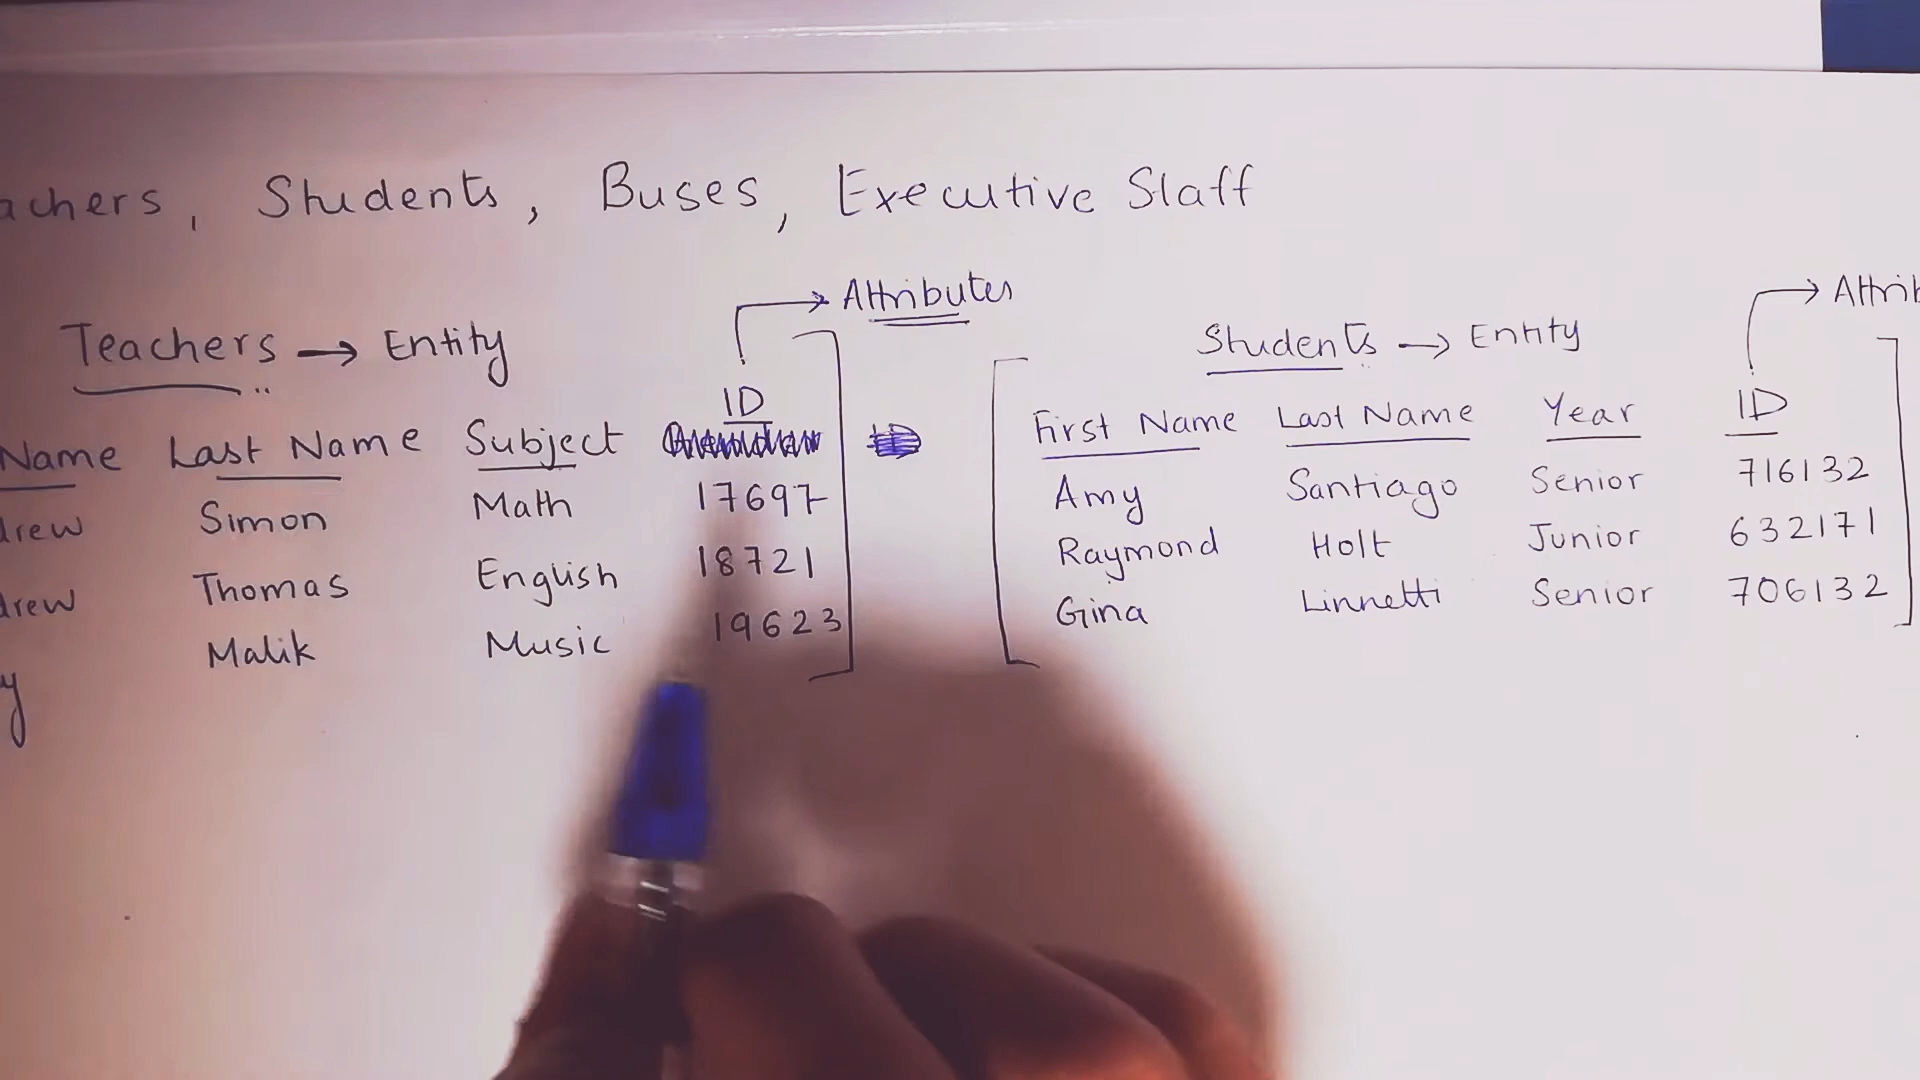 achers, Students, Buses, Executive Staff
Attributes
Attrib
Teachers → Entity
Students → Entity
Name Last Name Subject ID
First Name Last Name Year ID
drew Simon Math 17697
Amy Santiago Senior 716132
drew Thomas English 18721
Raymond Holt Junior 632171
y Malik Music 19623
Gina Linnetti Senior 706132